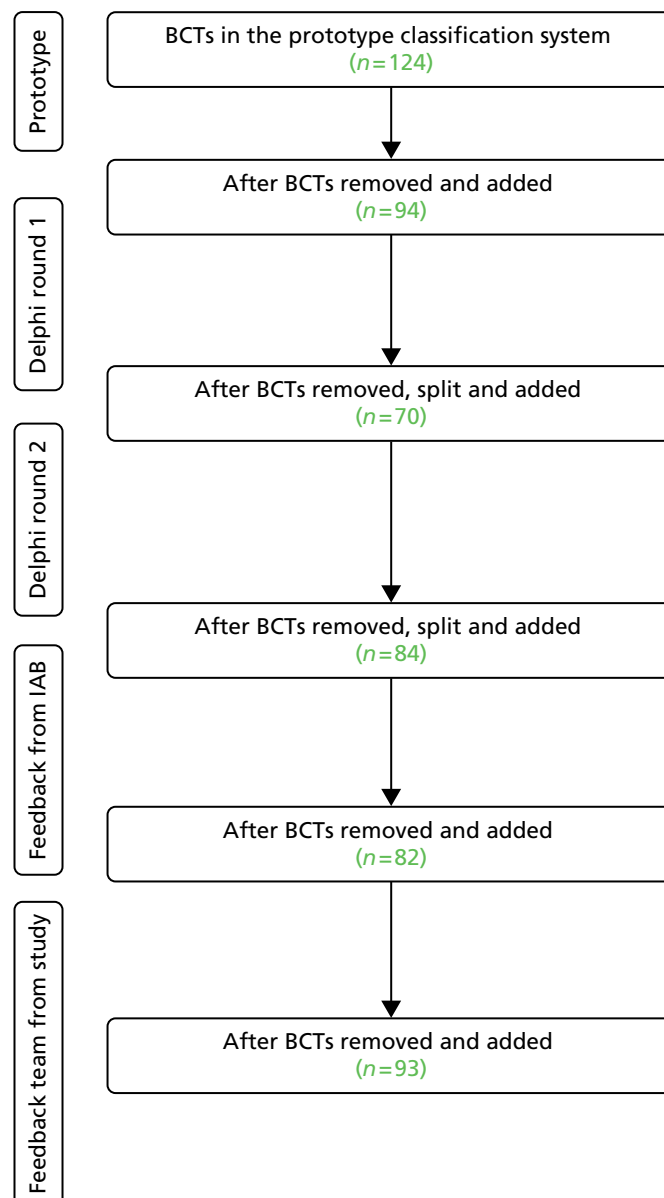 Prototype
BCTs in the prototype classification system
(n=124)
After BCTs removed and added
(n=94)
Delphi round 1
After BCTs removed, split and added
(n=70)
Delphi round 2
After BCTs removed, split and added
(n=84)
Feedback from IAB
After BCTs removed and added
(n=82)
Feedback team from study
After BCTs removed and added
(n=93)